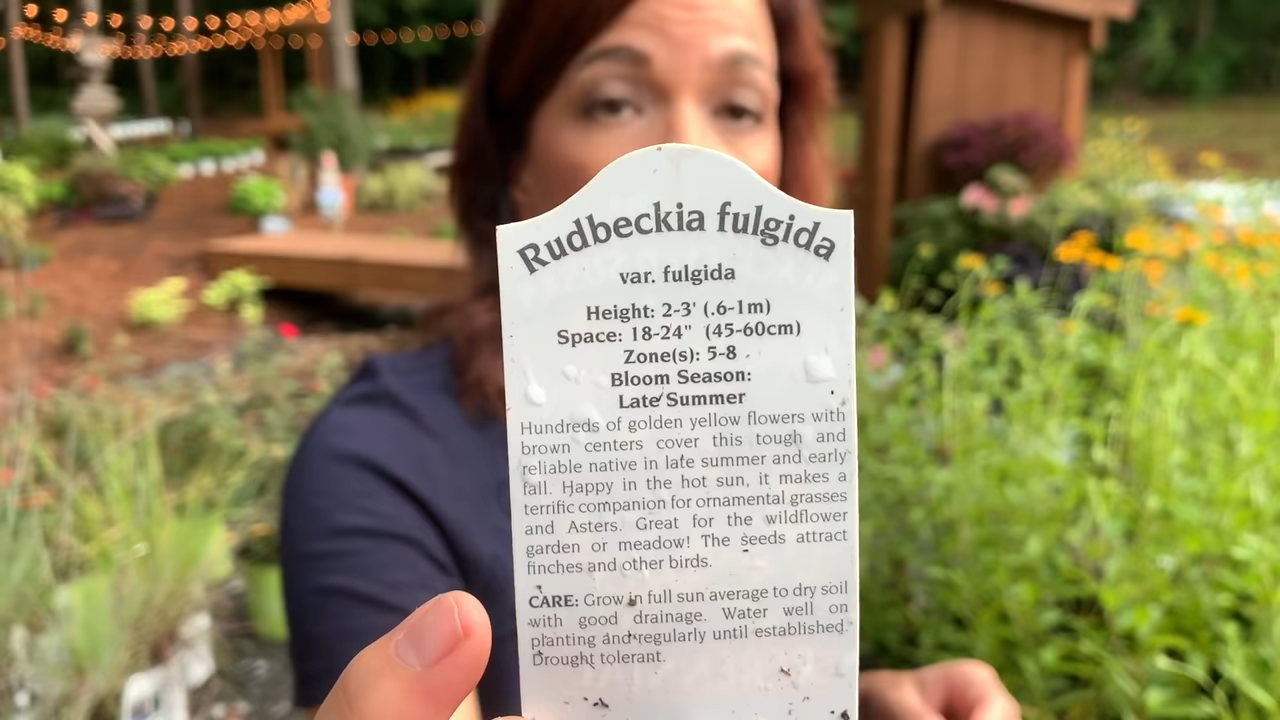 Rudbeckia fulgida
var. fulgida
Height: 2-3' (.6-1m)
Space: 18-24" (45-60cm)
Zone(s): 5-8
Bloom Season:
Late Summer
Hundreds of golden yellow flowers with
brown centers cover this tough and
reliable native in late summer and early
fall. Happy in the hot sun, it makes a
terrific companion for ornamental grasses
and Asters. Great for the wildflower
garden or meadow! The seeds attract
finches and other birds.
CARE: Grow in full sun average to dry soil
with good drainage. Water well on
planting and regularly until established.
Drought tolerant.